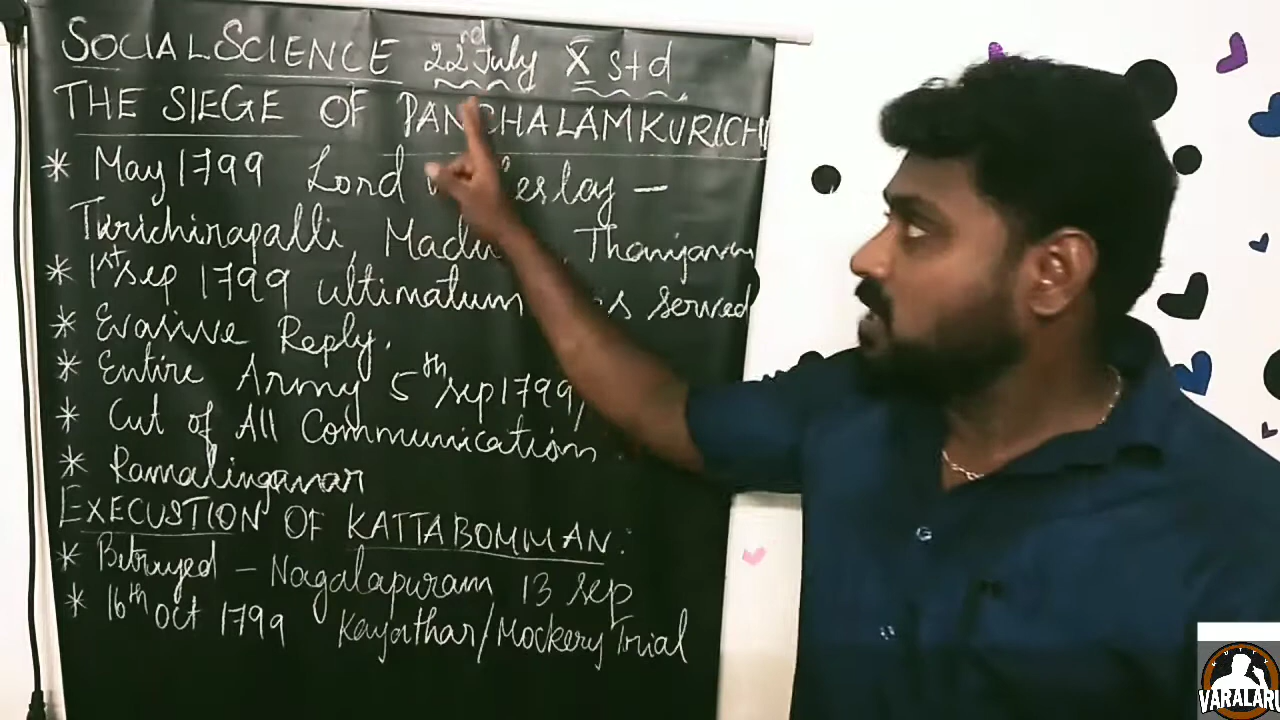 SOCIAL SCIENCE 22nd July X std
THE SIEGE OF PANCHALAMKURICHI
* May 1799 Lord –
Turichirapalli, Thanjavur
* 1st sep 1799 ultimatum served
* Evasive Reply.
* Entire Army 5th sep 1799,
* Cut of All Communications
* Ramalinganar
EXECUSTION OF KATTABOMMAN:
* Betrayed – Nagalapuram 13 sep
* 16th oct 1799 Kayathar/Mockery Trial
VARALARU